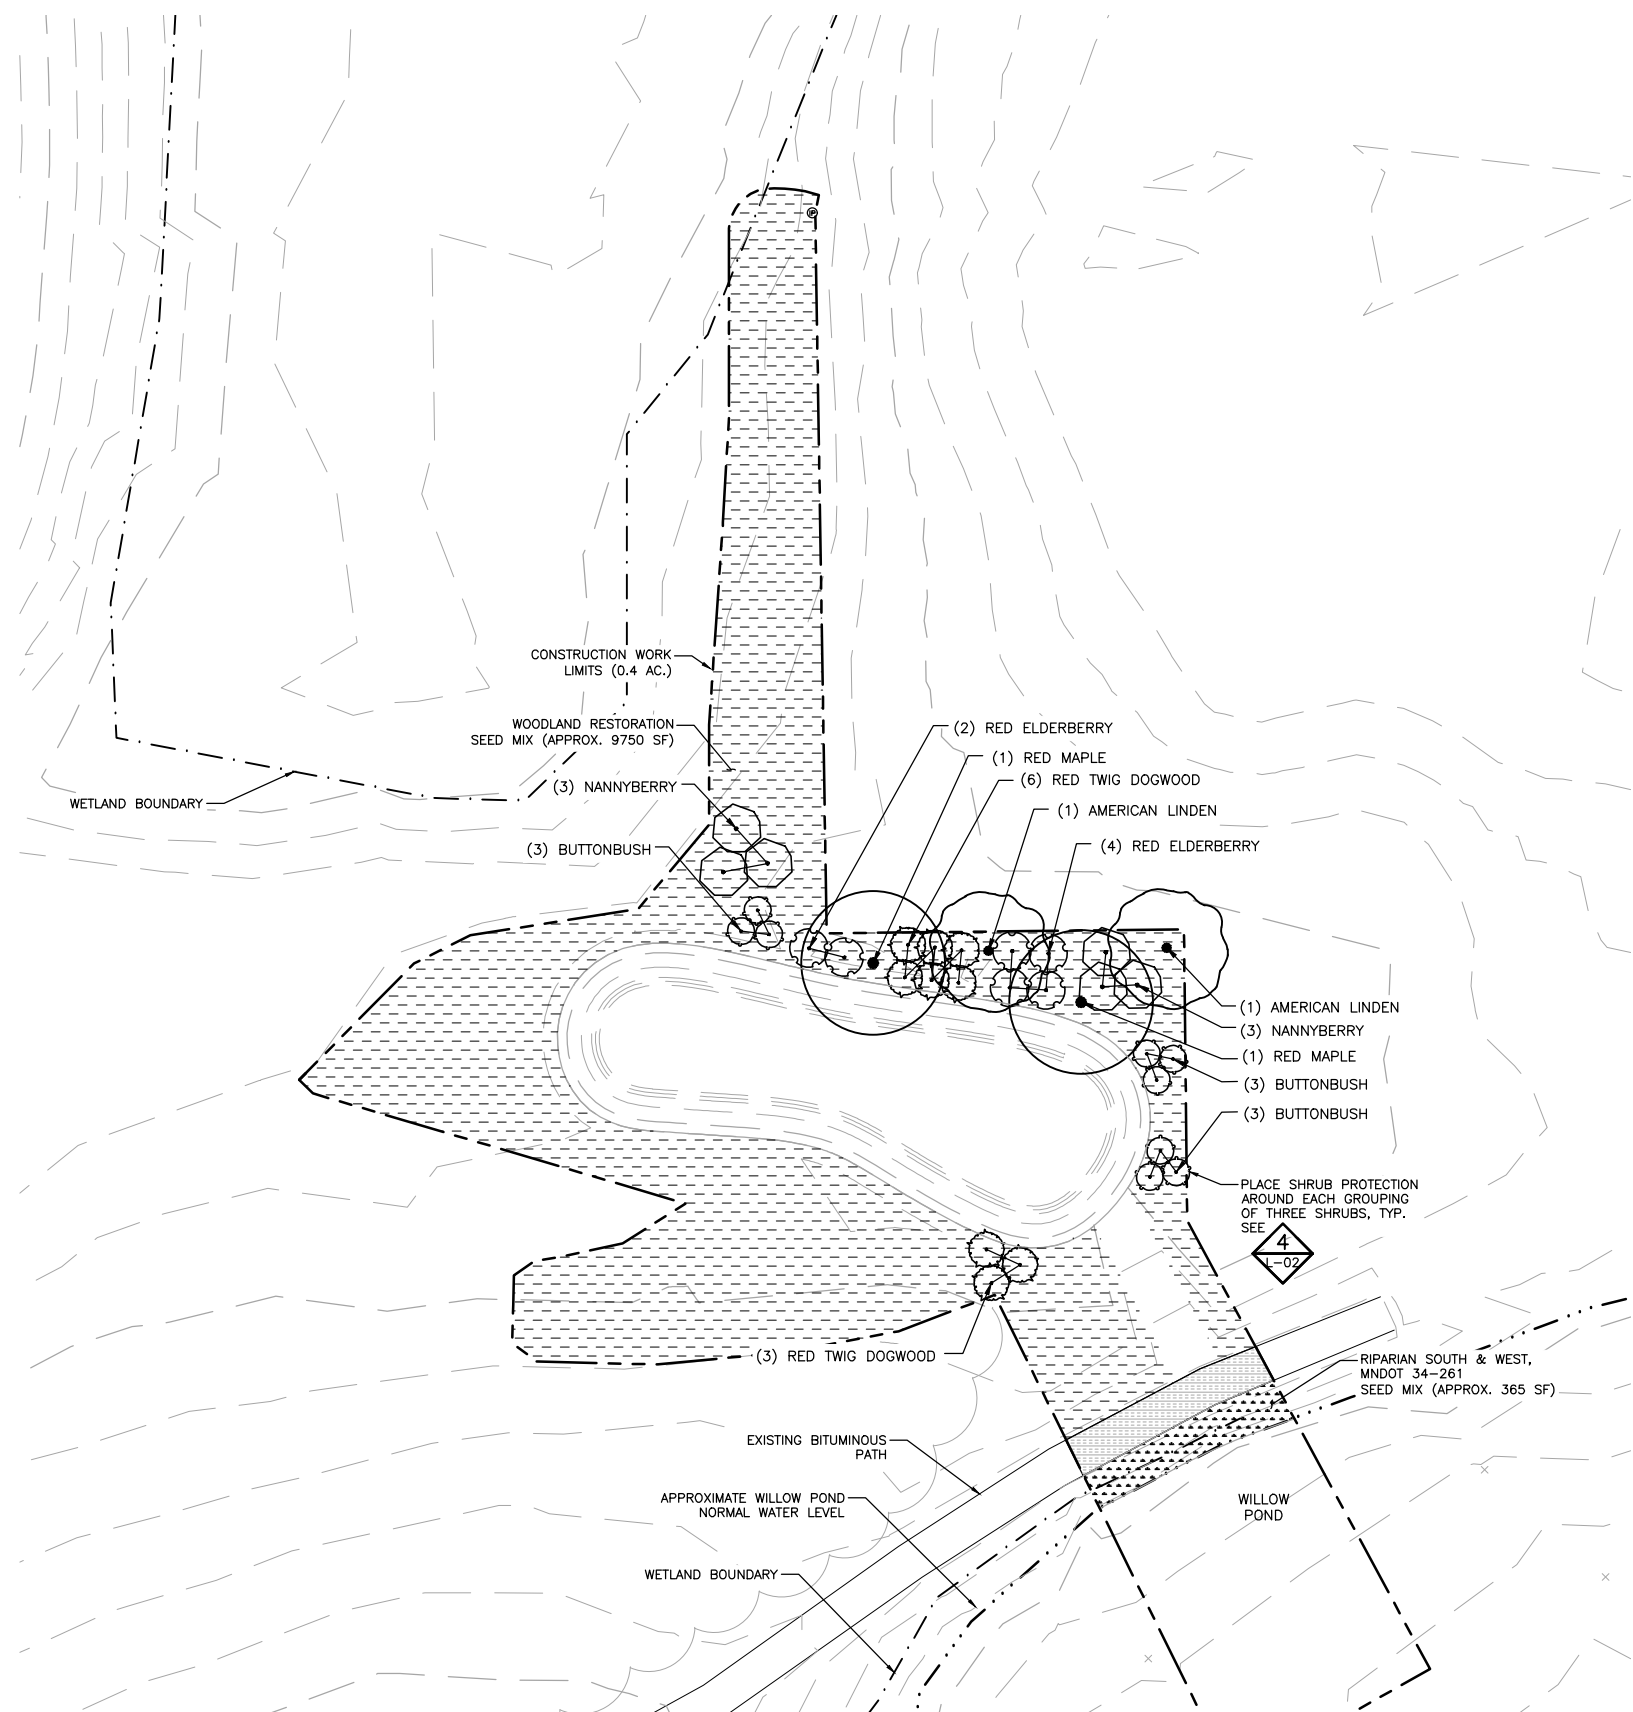 CONSTRUCTION WORK
LIMITS (0.4 AC.)
WOODLAND RESTORATION
SEED MIX (APPROX. 9750 SF)
(3) NANNYBERRY
(3) BUTTONBUSH
WETLAND BOUNDARY
(2) RED ELDERBERRY
(1) RED MAPLE
(6) RED TWIG DOGWOOD
(1) AMERICAN LINDEN
(4) RED ELDERBERRY
(1) AMERICAN LINDEN
(3) NANNYBERRY
(1) RED MAPLE
(3) BUTTONBUSH
(3) BUTTONBUSH
PLACE SHRUB PROTECTION
AROUND EACH GROUPING
OF THREE SHRUBS, TYP.
SEE
4
L-02
(3) RED TWIG DOGWOOD
RIPARIAN SOUTH & WEST,
MNDOT 34-261
SEED MIX (APPROX. 365 SF)
EXISTING BITUMINOUS
PATH
APPROXIMATE WILLOW POND
NORMAL WATER LEVEL
WILLOW
POND
WETLAND BOUNDARY